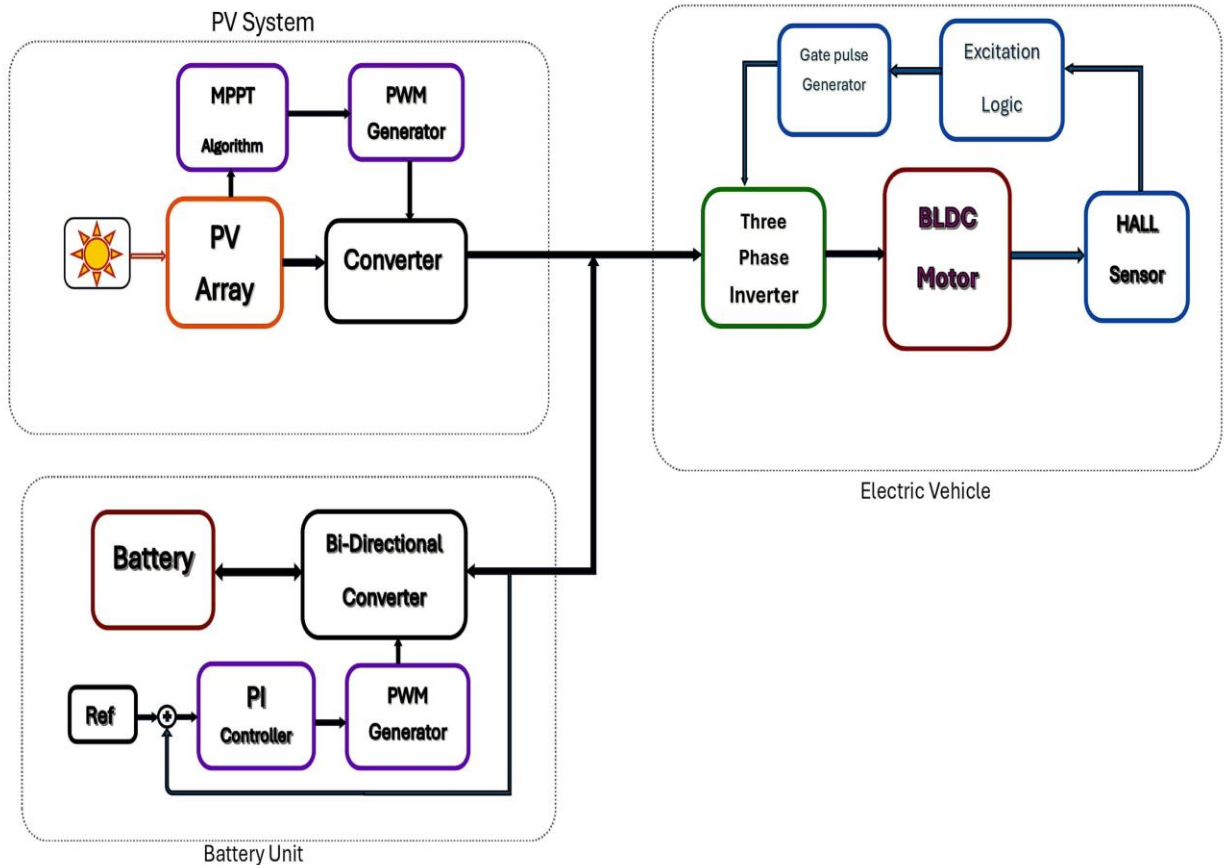 PV System
MPPT
Algorithm
PWM
Generator
PV
Array
Converter
Gate pulse
Generator
Excitation
Logic
Three
Phase
Inverter
BLDC
Motor
HALL
Sensor
Electric Vehicle
Battery
Bi-Directional
Converter
Ref
+
PI
Controller
PWM
Generator
Battery Unit